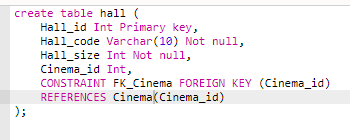 create table hall (
Hall_id Int Primary key,
Hall_code Varchar(10) Not null,
Hall_size Int Not null,
Cinema_id Int,
CONSTRAINT FK_Cinema FOREIGN KEY (Cinema_id)
REFERENCES Cinema(Cinema_id)
);